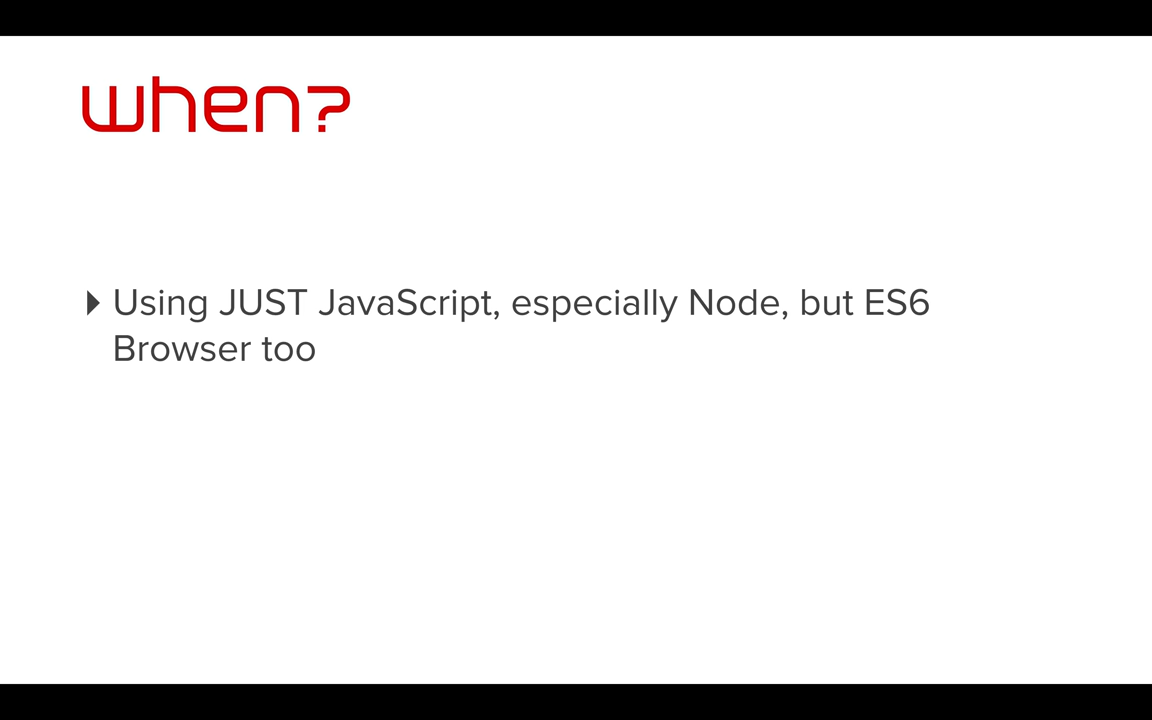 when?
Using JUST JavaScript, especially Node, but ES6
Browser too